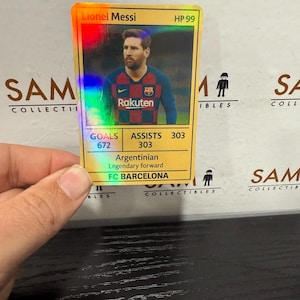 Lionel Messi HP 99
Rakuten
GOALS ASSISTS 303
672 303
Argentinian
Legendary forward
FC BARCELONA
SAM
COLLECTIBLES
SAM
COLLECTIBLES
SAM
COLLECTIBLES
SAM
COLLECTIBLES